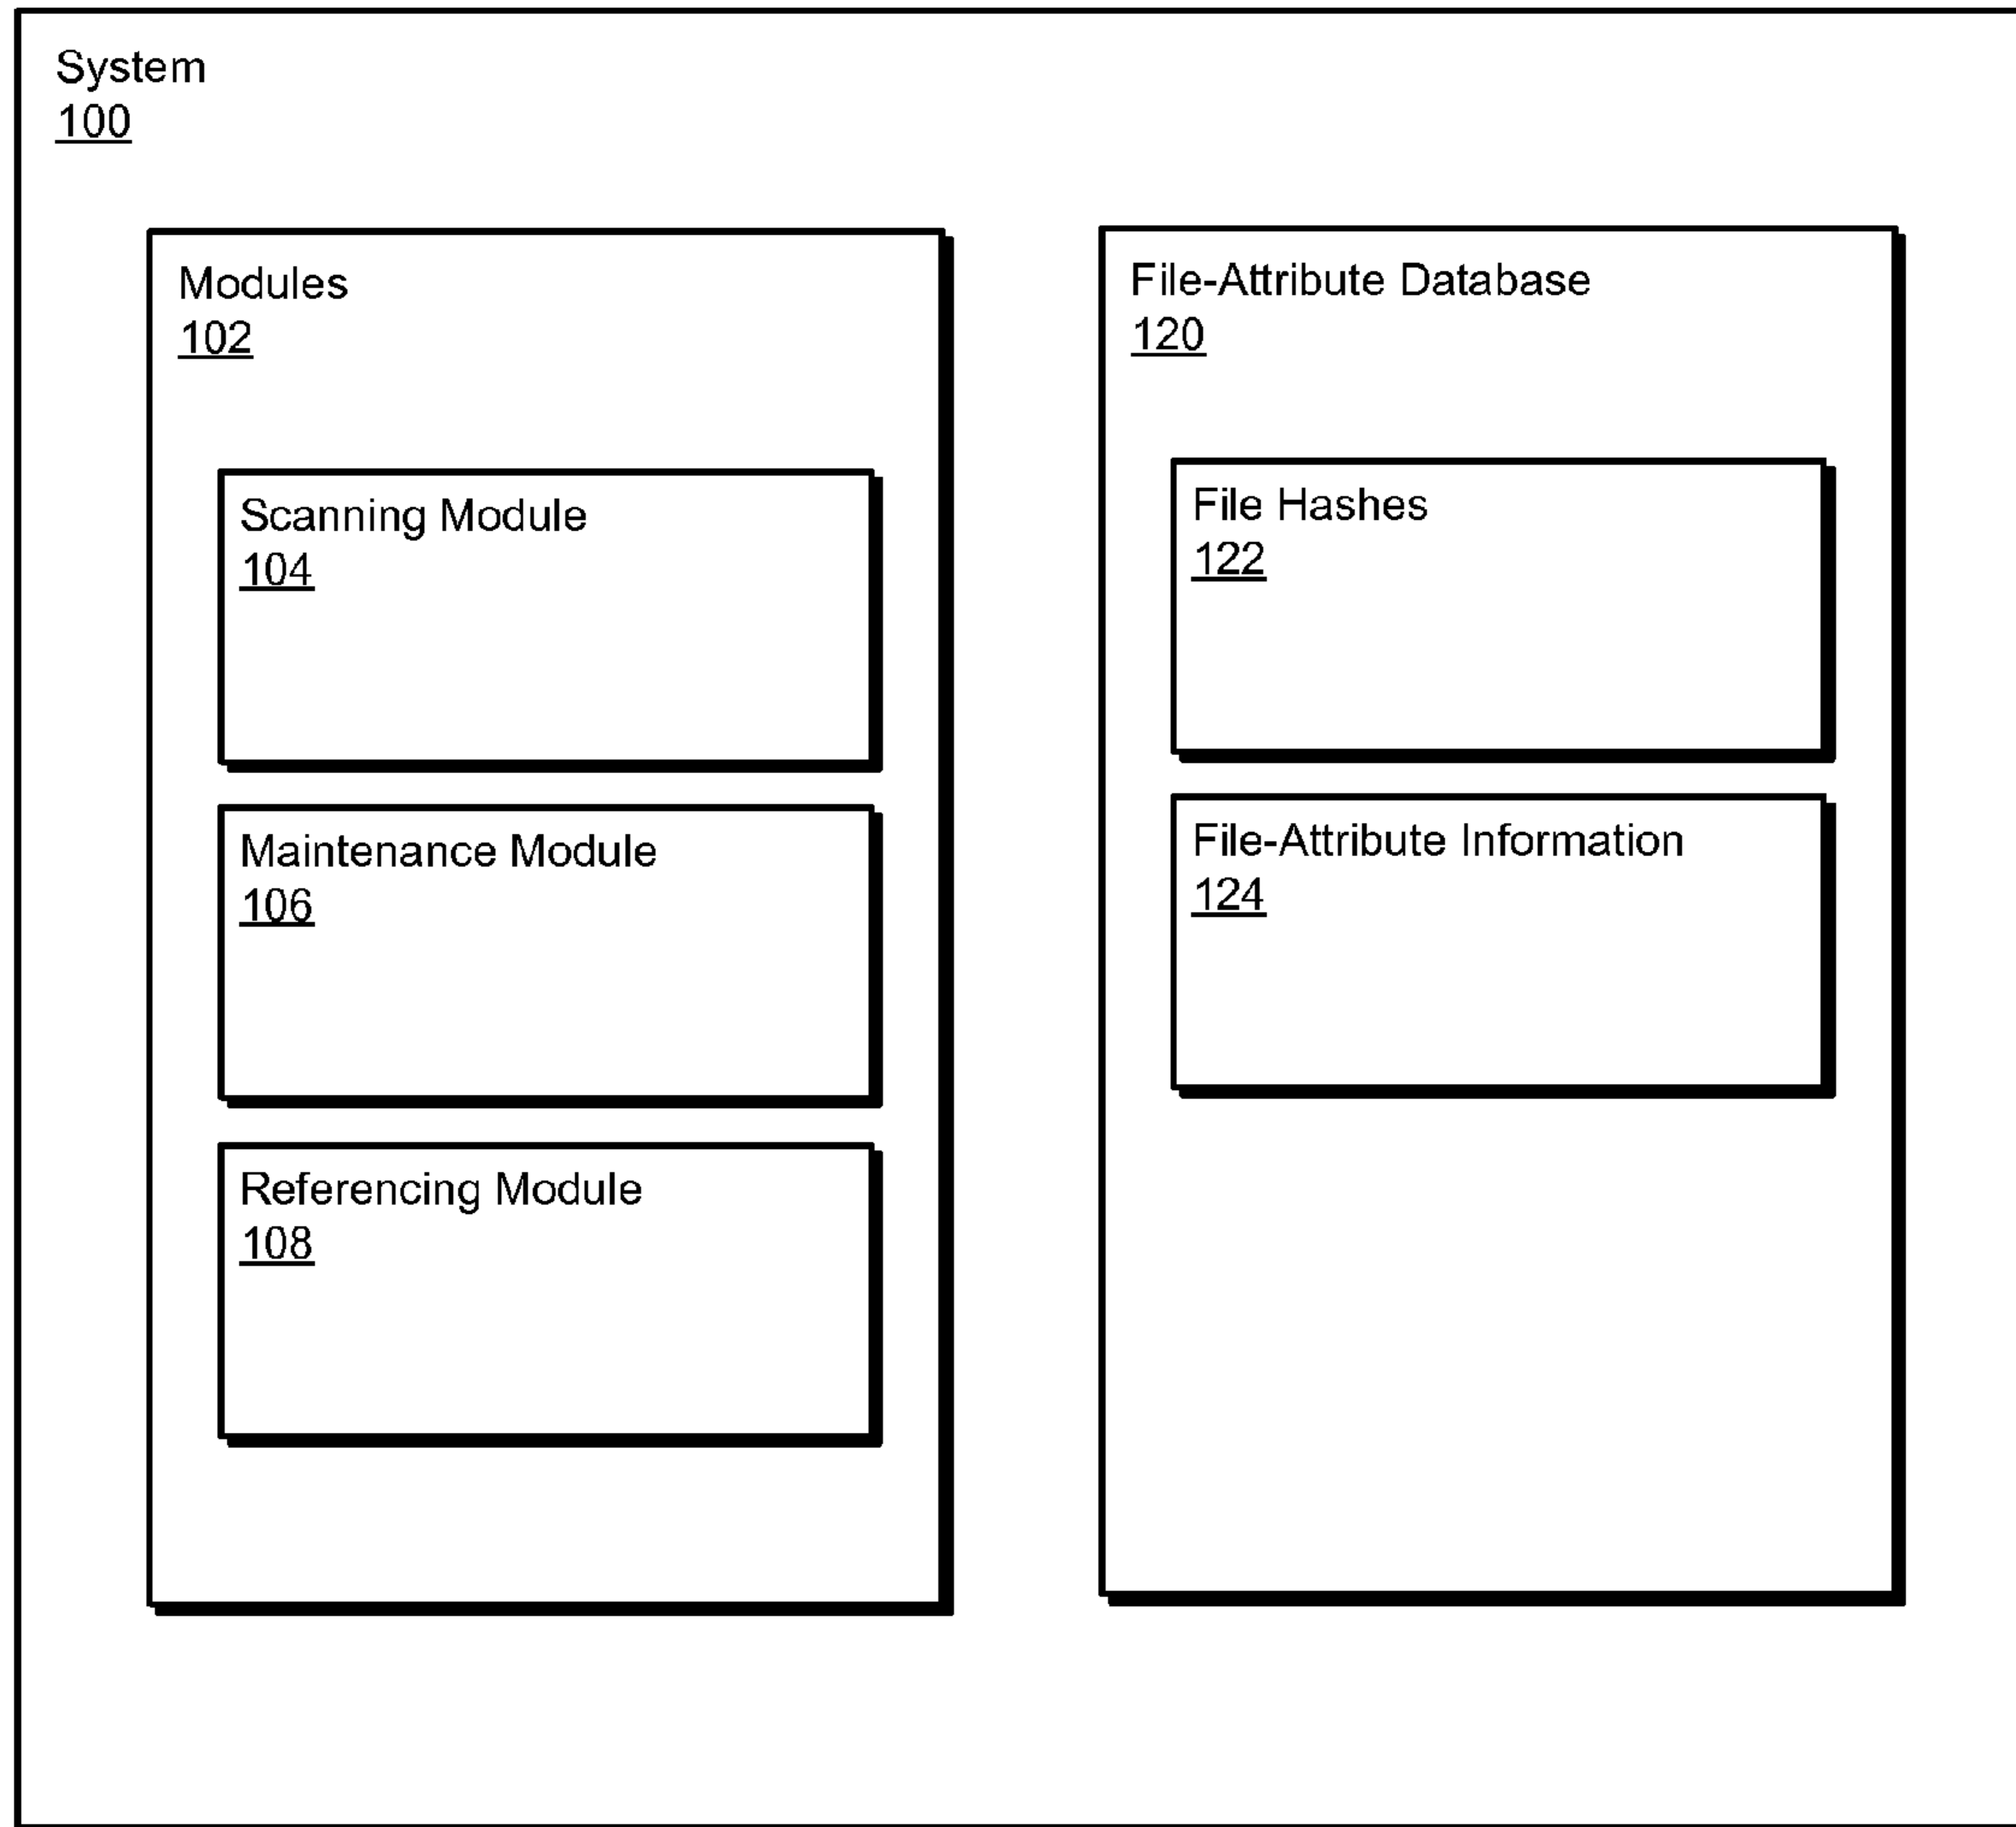 System
100
Modules
102
Scanning Module
104
Maintenance Module
106
Referencing Module
108
File-Attribute Database
120
File Hashes
122
File-Attribute Information
124